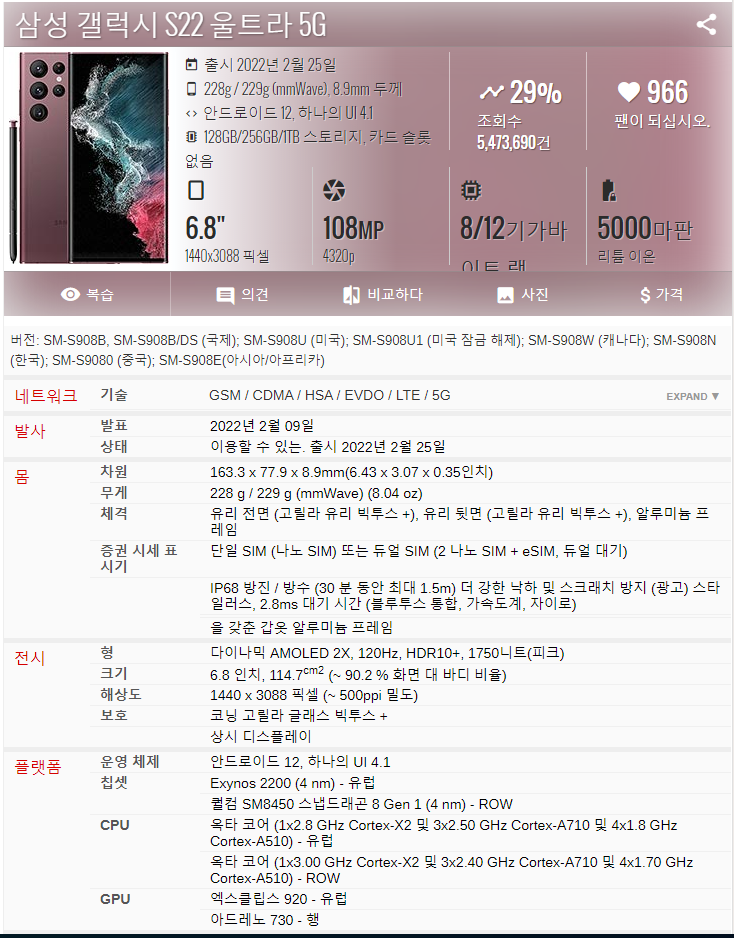 삼성 갤럭시 S22 울트라 5G
출시 2022년 2월 25일
228g / 229g (mmWave), 8.9mm 두께
안드로이드 12, 하나의 UI 4.1
128GB/256GB/1TB 스토리지, 카드 슬롯
없음
29%
조회수
5,473,690건
966
팬이 되십시오.
6.8"
1440x3088 픽셀
108MP
4320p
8/12기가바
이트 램
5000마판
리튬 이온
복습
의견
비교하다
사진
$ 가격
버전: SM-S908B, SM-S908B/DS (국제); SM-S908U (미국); SM-S908U1 (미국 잠금 해제); SM-S908W (캐나다); SM-S908N
(한국); SM-S9080 (중국); SM-S908E(아시아/아프리카)
네트워크 기술 GSM / CDMA / HSA / EVDO / LTE / 5G EXPAND ▼
발사 발표 2022년 2월 09일
상태 이용할 수 있는. 출시 2022년 2월 25일
몸 차원 163.3 x 77.9 x 8.9mm(6.43 x 3.07 x 0.35인치)
무게 228 g / 229 g (mmWave) (8.04 oz)
체격 유리 전면 (고릴라 유리 빅투스 +), 유리 뒷면 (고릴라 유리 빅투스 +), 알루미늄 프
레임
증권 시세 표 단일 SIM (나노 SIM) 또는 듀얼 SIM (2 나노 SIM + eSIM, 듀얼 대기)
시기
IP68 방진 / 방수 (30 분 동안 최대 1.5m) 더 강한 낙하 및 스크래치 방지 (광고) 스타
일러스, 2.8ms 대기 시간 (블루투스 통합, 가속도계, 자이로)
을 갖춘 갑옷 알루미늄 프레임
전시 형 다이나믹 AMOLED 2X, 120Hz, HDR10+, 1750니트(피크)
크기 6.8 인치, 114.7cm2 (~ 90.2 % 화면 대 바디 비율)
해상도 1440 x 3088 픽셀 (~ 500ppi 밀도)
보호 코닝 고릴라 글래스 빅투스 +
상시 디스플레이
플랫폼 운영 체제 안드로이드 12, 하나의 UI 4.1
칩셋 Exynos 2200 (4 nm) - 유럽
퀄컴 SM8450 스냅드래곤 8 Gen 1 (4 nm) - ROW
CPU 옥타 코어 (1x2.8 GHz Cortex-X2 및 3x2.50 GHz Cortex-A710 및 4x1.8 GHz
Cortex-A510) - 유럽
옥타 코어 (1x3.00 GHz Cortex-X2 및 3x2.40 GHz Cortex-A710 및 4x1.70 GHz
Cortex-A510) - ROW
GPU 엑스클립스 920 - 유럽
아드레노 730 - 행